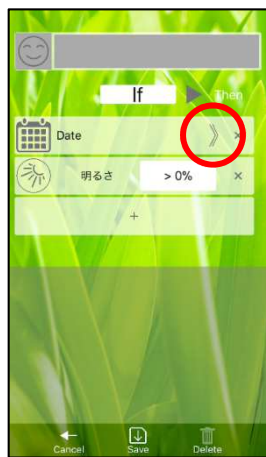 If Then
Date 》 ×
明るさ > 0% ×
+
Cancel Save Delete